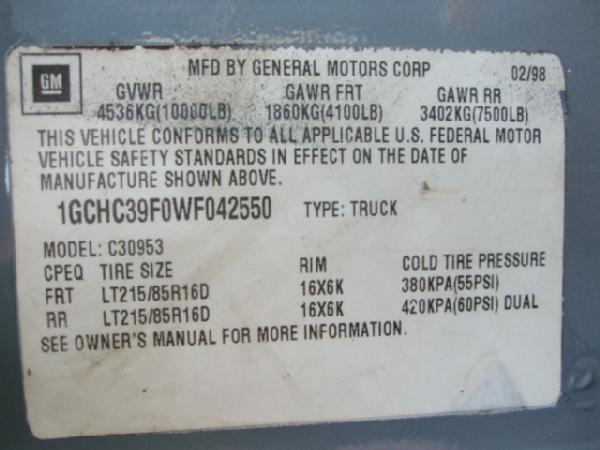 GM
MFD BY GENERAL MOTORS CORP 02/98
GVWR GAWR FRT GAWR RR
4536KG(10000LB) 1860KG(4100LB) 3402KG(7500LB)
THIS VEHICLE CONFORMS TO ALL APPLICABLE U.S. FEDERAL MOTOR
VEHICLE SAFETY STANDARDS IN EFFECT ON THE DATE OF
MANUFACTURE SHOWN ABOVE.
1GCHC39F0WF042550 TYPE: TRUCK
MODEL: C30953
CPEQ TIRE SIZE RIM COLD TIRE PRESSURE
FRT LT215/85R16D 16X6K 380KPA(55PSI)
RR LT215/85R16D 16X6K 420KPA(60PSI) DUAL
SEE OWNER'S MANUAL FOR MORE INFORMATION.